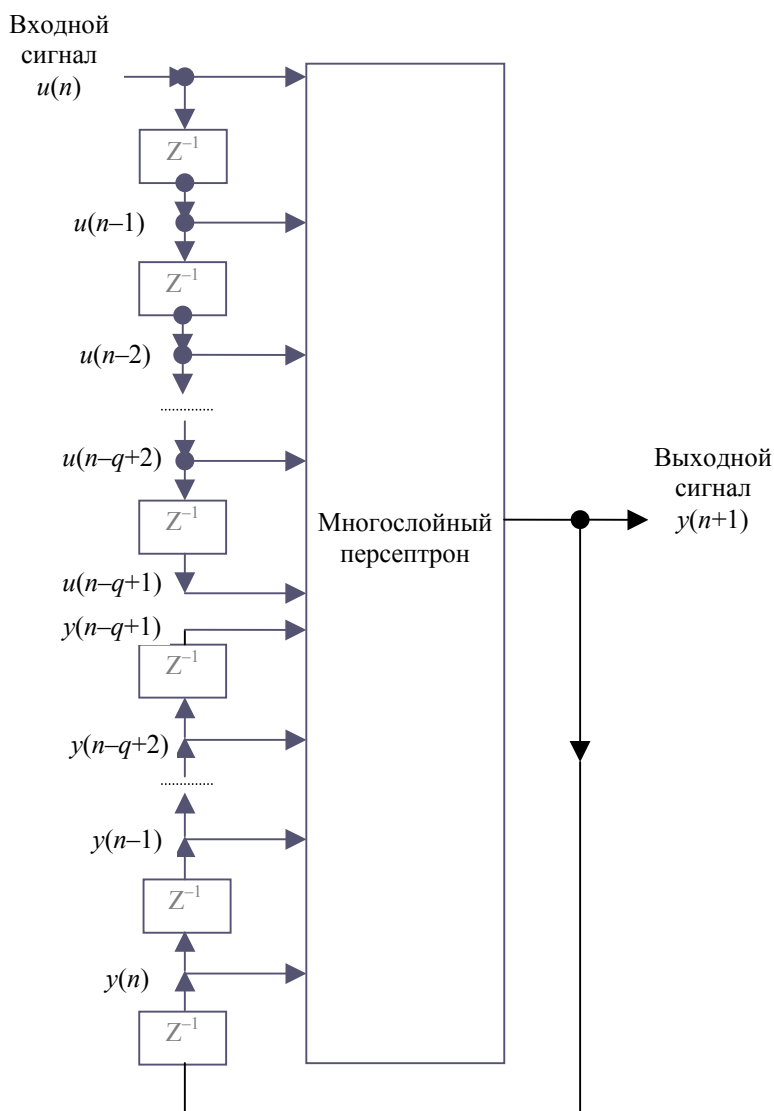 Входной
сигнал
u(n)
Z⁻¹
u(n–1)
Z⁻¹
u(n–2)
u(n–q+2)
Z⁻¹
u(n–q+1)
y(n–q+1)
Z⁻¹
y(n–q+2)
y(n–1)
Z⁻¹
y(n)
Z⁻¹
Многослойный
персептрон
Выходной
сигнал
y(n+1)